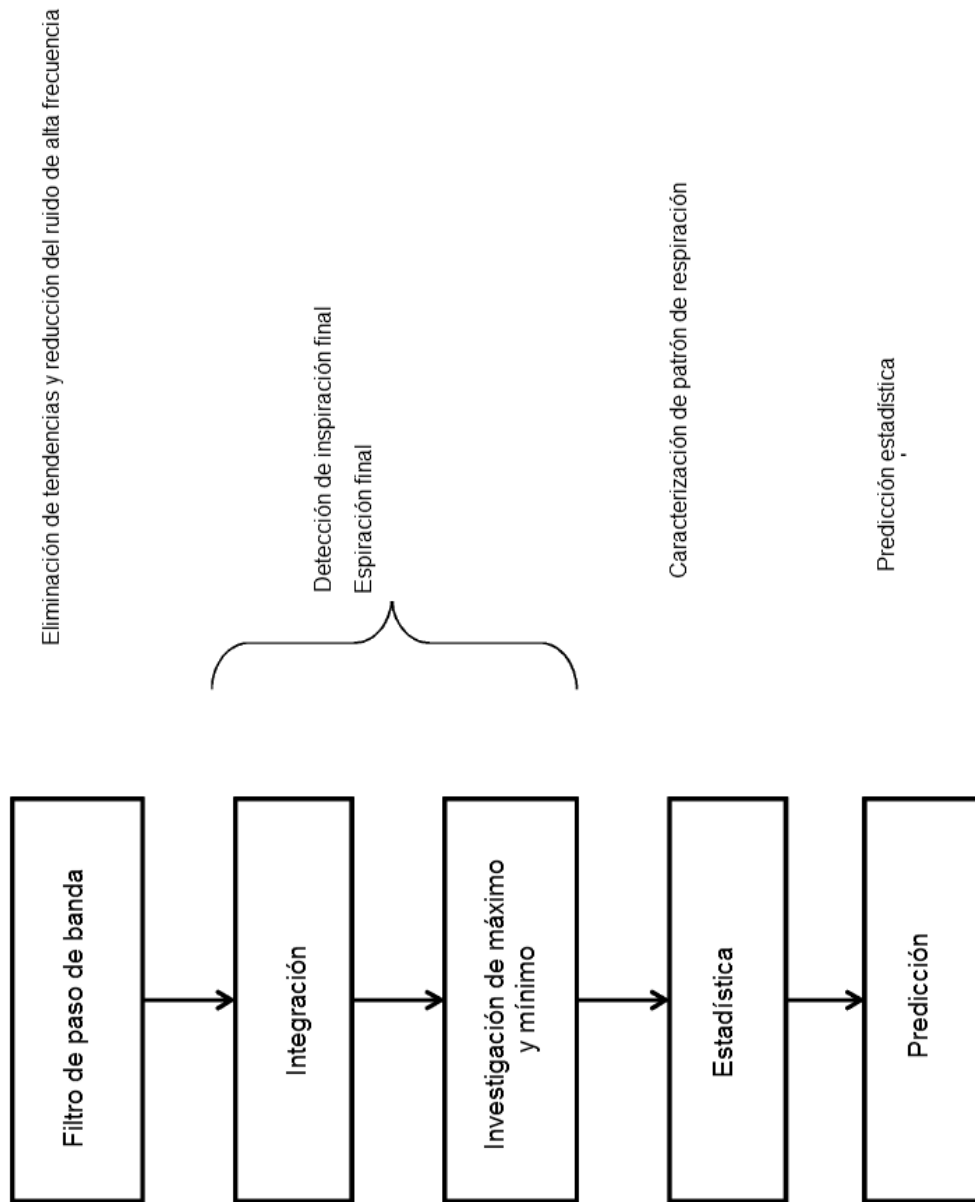 Filtro de paso de banda
Eliminación de tendencias y reducción del ruido de alta frecuencia
Integración
Detección de inspiración final
Espiración final
Investigación de máximo
y mínimo
Estadística
Caracterización de patrón de respiración
Predicción
Predicción estadística